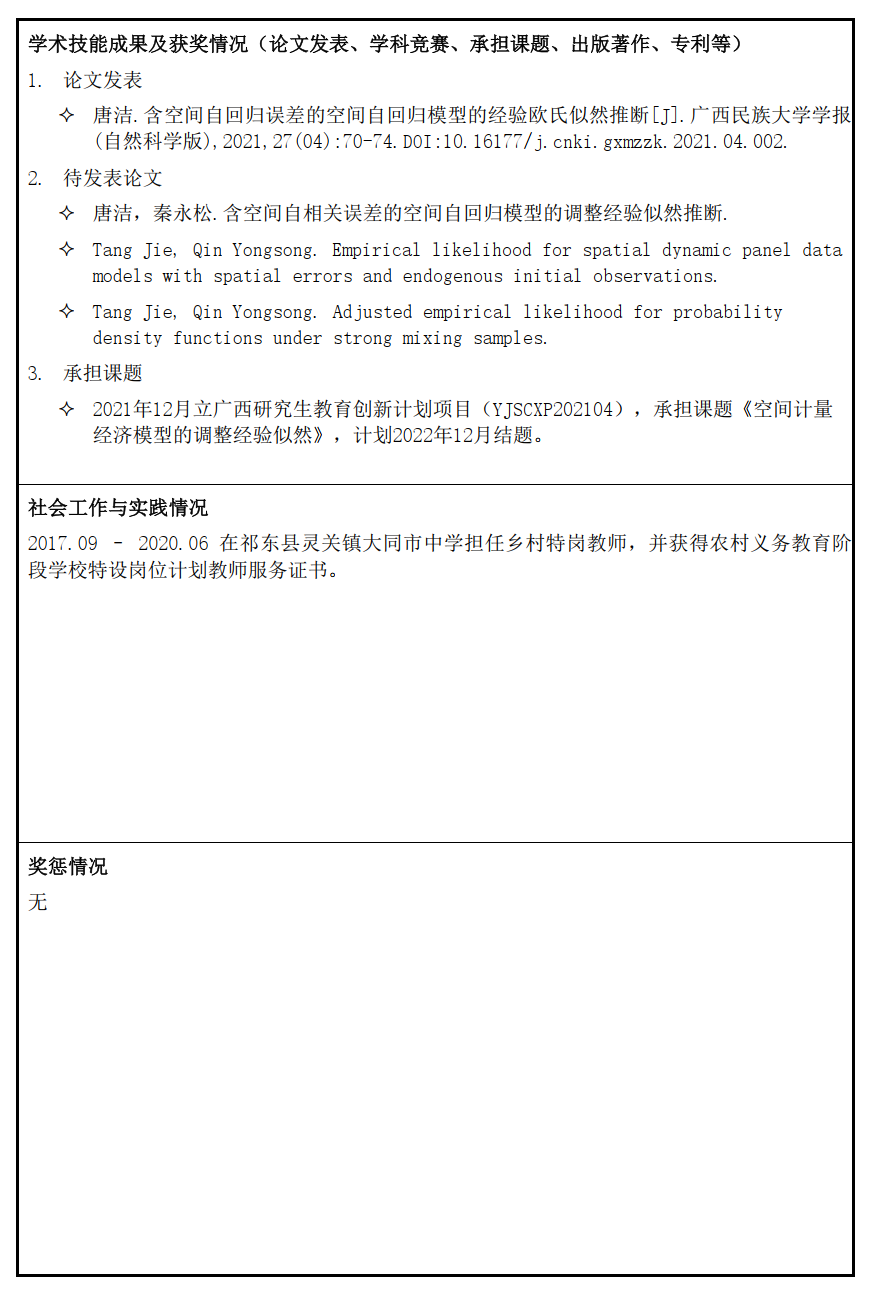 学术技能成果及获奖情况（论文发表、学科竞赛、承担课题、出版著作、专利等）
1. 论文发表
✧ 唐洁.含空间自回归误差的空间自回归模型的经验欧氏似然推断[J].广西民族大学学报
(自然科学版),2021,27(04):70-74.DOI:10.16177/j.cnki.gxmzzk.2021.04.002.
2. 待发表论文
✧ 唐洁，秦永松.含空间自相关误差的空间自回归模型的调整经验似然推断.
✧ Tang Jie, Qin Yongsong. Empirical likelihood for spatial dynamic panel data
models with spatial errors and endogenous initial observations.
✧ Tang Jie, Qin Yongsong. Adjusted empirical likelihood for probability
density functions under strong mixing samples.
3. 承担课题
✧ 2021年12月立广西研究生教育创新计划项目（YJSCXP202104），承担课题《空间计量
经济模型的调整经验似然》，计划2022年12月结题。
社会工作与实践情况
2017.09 – 2020.06 在祁东县灵关镇大同市中学担任乡村特岗教师，并获得农村义务教育阶
段学校特设岗位计划教师服务证书。
奖惩情况
无